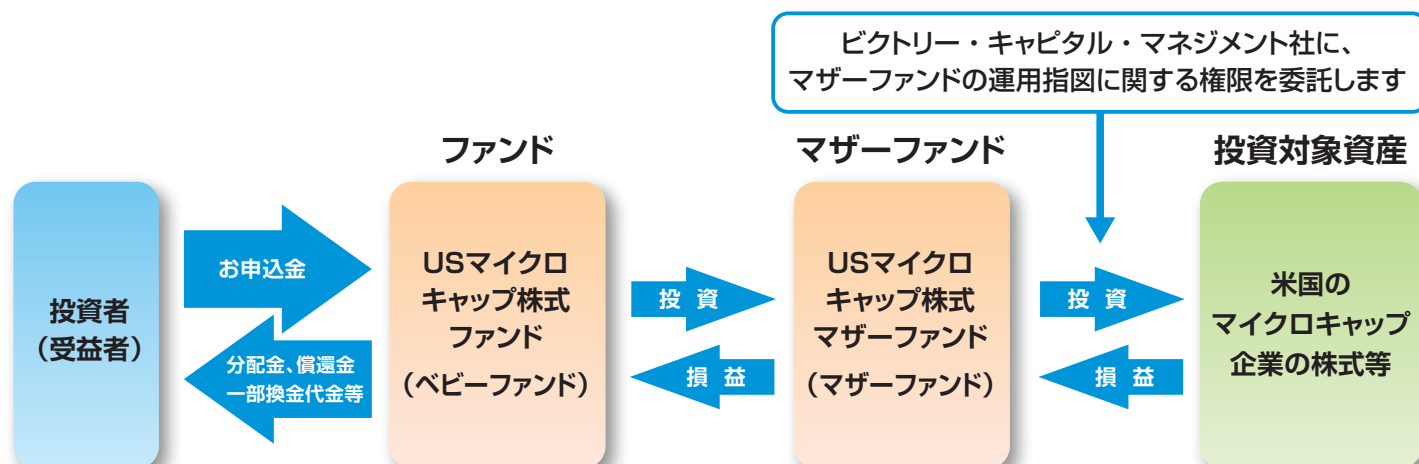 ビクトリー・キャピタル・マネジメント社に、
マザーファンドの運用指図に関する権限を委託します
ファンド
マザーファンド
投資対象資産
投資者
（受益者）
お申込金
分配金、償還金
一部換金代金等
USマイクロ
キャップ株式
ファンド
（ベビーファンド）
投資
損益
USマイクロ
キャップ株式
マザーファンド
（マザーファンド）
投資
損益
米国の
マイクロキャップ
企業の株式等